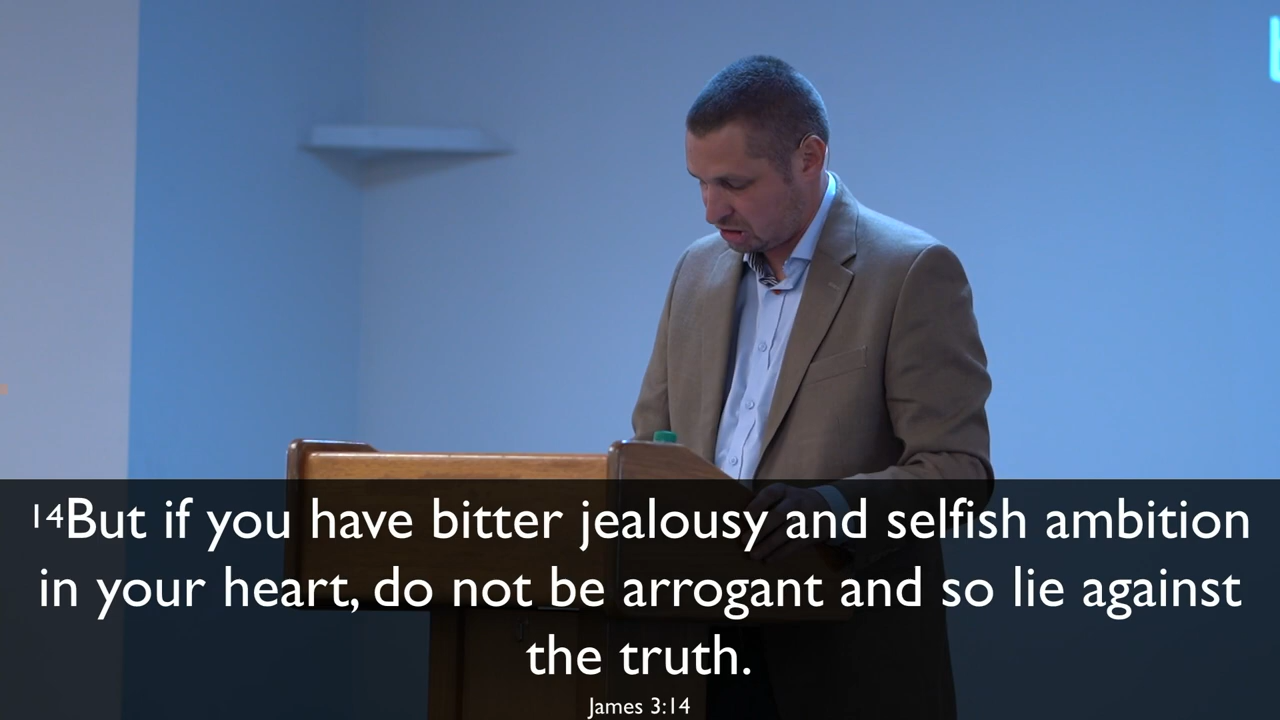 14But if you have bitter jealousy and selfish ambition
in your heart, do not be arrogant and so lie against
the truth.
James 3:14